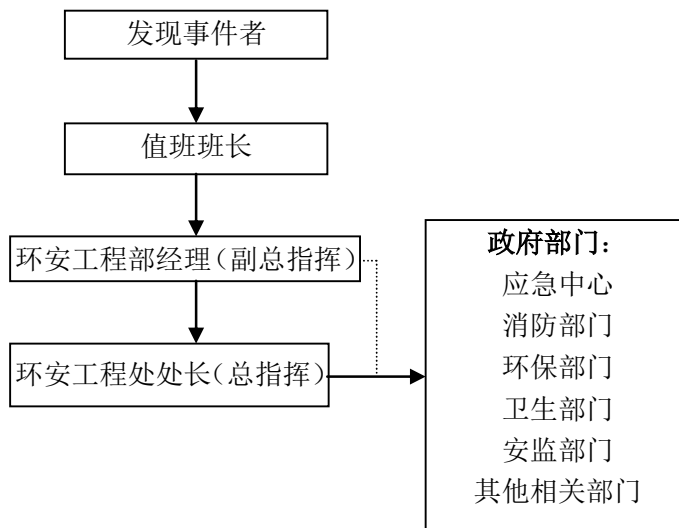 发现事件者
值班班长
环安工程部经理（副总指挥）
环安工程处处长（总指挥）
政府部门：
应急中心
消防部门
环保部门
卫生部门
安监部门
其他相关部门